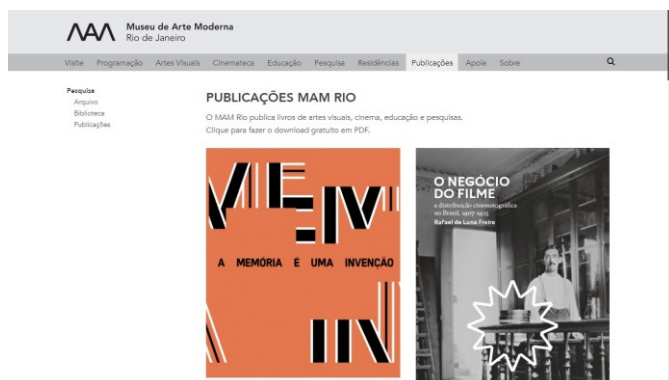 Museu de Arte Moderna
Rio de Janeiro
Visite Programação Artes Visuais Cinemateca Educação Pesquisa Residências Publicações Apoie Sobre
Pesquisa
Arquivo
Biblioteca
Publicações
PUBLICAÇÕES MAM RIO
O MAM Rio publica livros de artes visuais, cinema, educação e pesquisas.
Clique para fazer o download gratuito em PDF.
A MEMÓRIA É UMA INVENÇÃO
O NEGÓCIO
DO FILME
a distribuição cinematográfica
no Brasil, 1907-1915
Rafael de Luna Freire